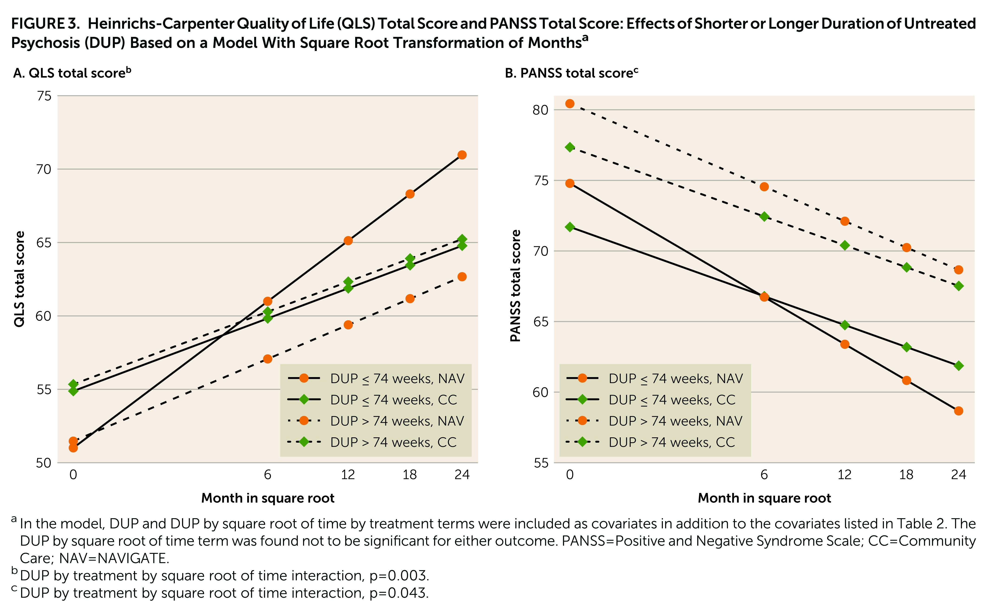 FIGURE 3. Heinrichs-Carpenter Quality of Life (QLS) Total Score and PANSS Total Score: Effects of Shorter or Longer Duration of Untreated
Psychosis (DUP) Based on a Model With Square Root Transformation of Months^a
A. QLS total score^b
75
70
65
60
55
50
QLS total score
0 6 12 18 24
Month in square root
DUP ≤ 74 weeks, NAV
DUP ≤ 74 weeks, CC
DUP > 74 weeks, NAV
DUP > 74 weeks, CC
B. PANSS total score^c
80
75
70
65
60
55
PANSS total score
0 6 12 18 24
Month in square root
DUP ≤ 74 weeks, NAV
DUP ≤ 74 weeks, CC
DUP > 74 weeks, NAV
DUP > 74 weeks, CC
^a In the model, DUP and DUP by square root of time by treatment terms were included as covariates in addition to the covariates listed in Table 2. The
DUP by square root of time term was found not to be significant for either outcome. PANSS=Positive and Negative Syndrome Scale; CC=Community
Care; NAV=NAVIGATE.
^b DUP by treatment by square root of time interaction, p=0.003.
^c DUP by treatment by square root of time interaction, p=0.043.